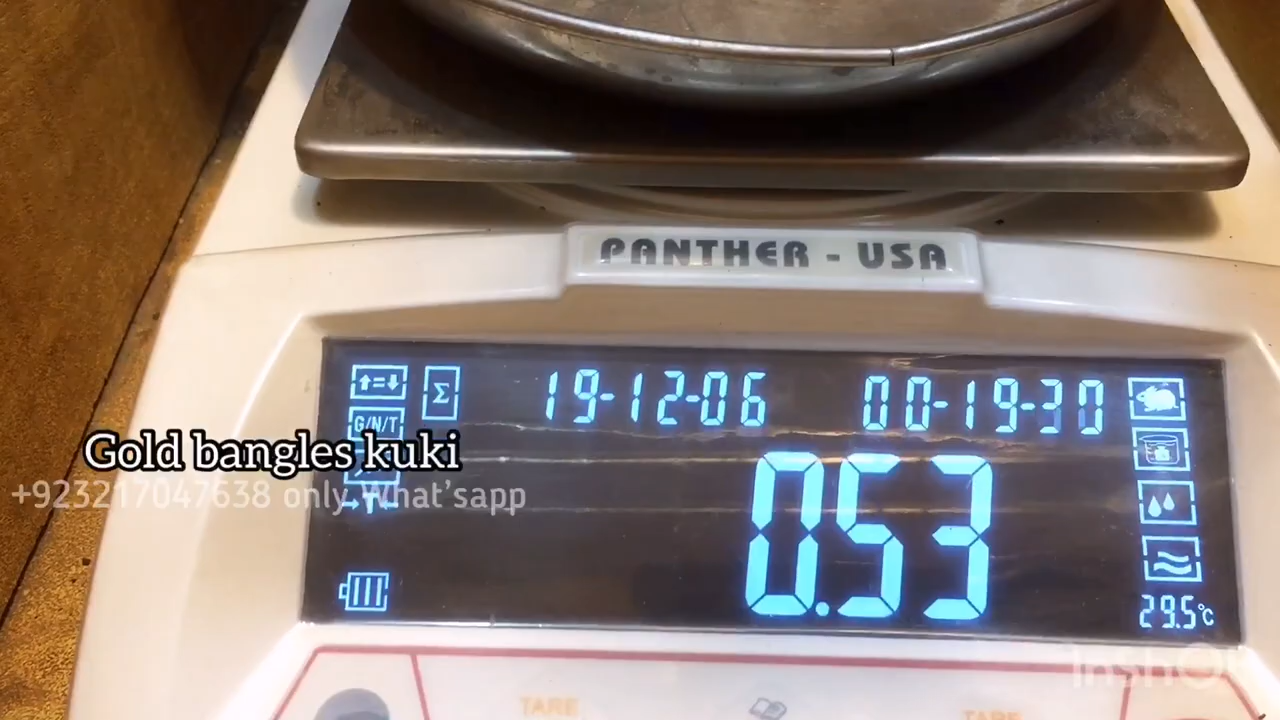 PANTHER - USA
19-12-06 00-19-30
Σ
G/N/T
Gold bangles kuki
+923217047638 only What'sapp
→T←
0.53
29.5°C
TARE
TARE
InShOt